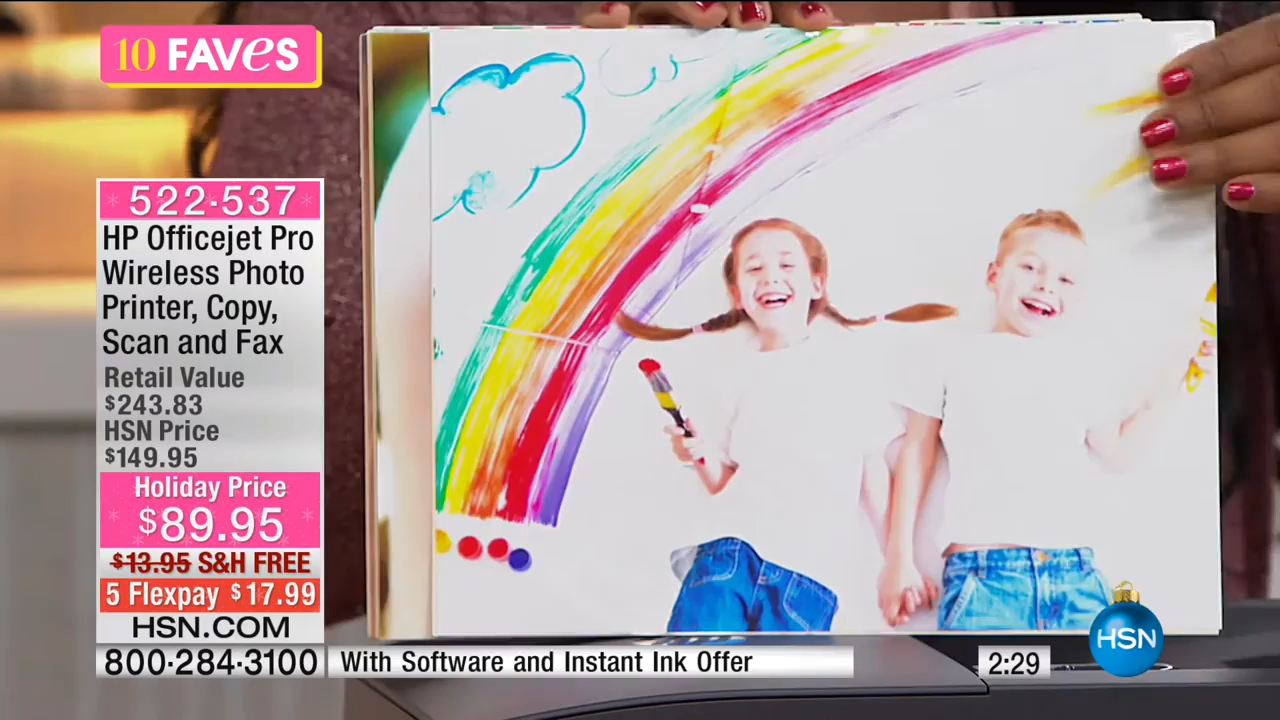 10 FAVeS
522-537
HP Officejet Pro
Wireless Photo
Printer, Copy,
Scan and Fax
Retail Value
$243.83
HSN Price
$149.95
Holiday Price
$89.95
$13.95 S&H FREE
5 Flexpay $17.99
HSN.COM
800·284·3100
With Software and Instant Ink Offer
2:29
HSN